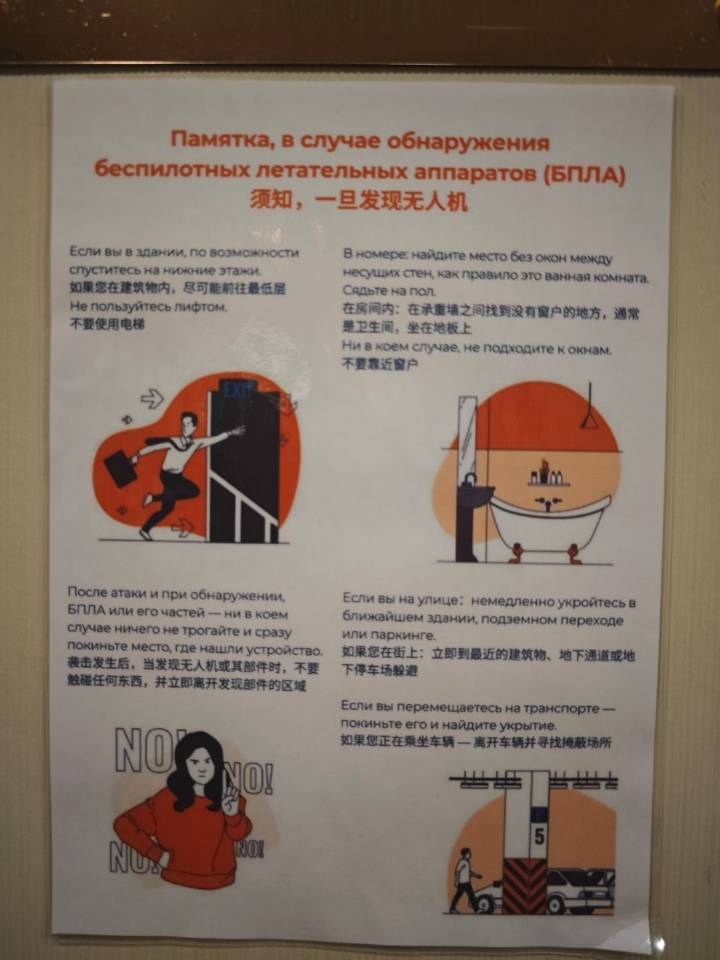 Памятка, в случае обнаружения
беспилотных летательных аппаратов (БПЛА)
须知，一旦发现无人机
Если вы в здании, по возможности
спуститесь на нижние этажи.
如果您在建筑物内，尽可能前往最低层
Не пользуйтесь лифтом.
不要使用电梯
EXIT
В номере: найдите место без окон между
несущих стен, как правило это ванная комната.
Сядьте на пол.
在房间内：在承重墙之间找到没有窗户的地方，通常
是卫生间，坐在地板上
Ни в коем случае, не подходите к окнам.
不要靠近窗户
После атаки и при обнаружении,
БПЛА или его частей — ни в коем
случае ничего не трогайте и сразу
покиньте место, где нашли устройство.
袭击发生后，当发现无人机或其部件时，不要
触碰任何东西，并立即离开发现部件的区域
NO!
NO!
NO!
NO!
Если вы на улице: немедленно укройтесь в
ближайшем здании, подземном переходе
или паркинге.
如果您在街上：立即到最近的建筑物、地下通道或地
下停车场躲避
Если вы перемещаетесь на транспорте —
покиньте его и найдите укрытие.
如果您正在乘坐车辆 — 离开车辆并寻找掩蔽场所
P
5